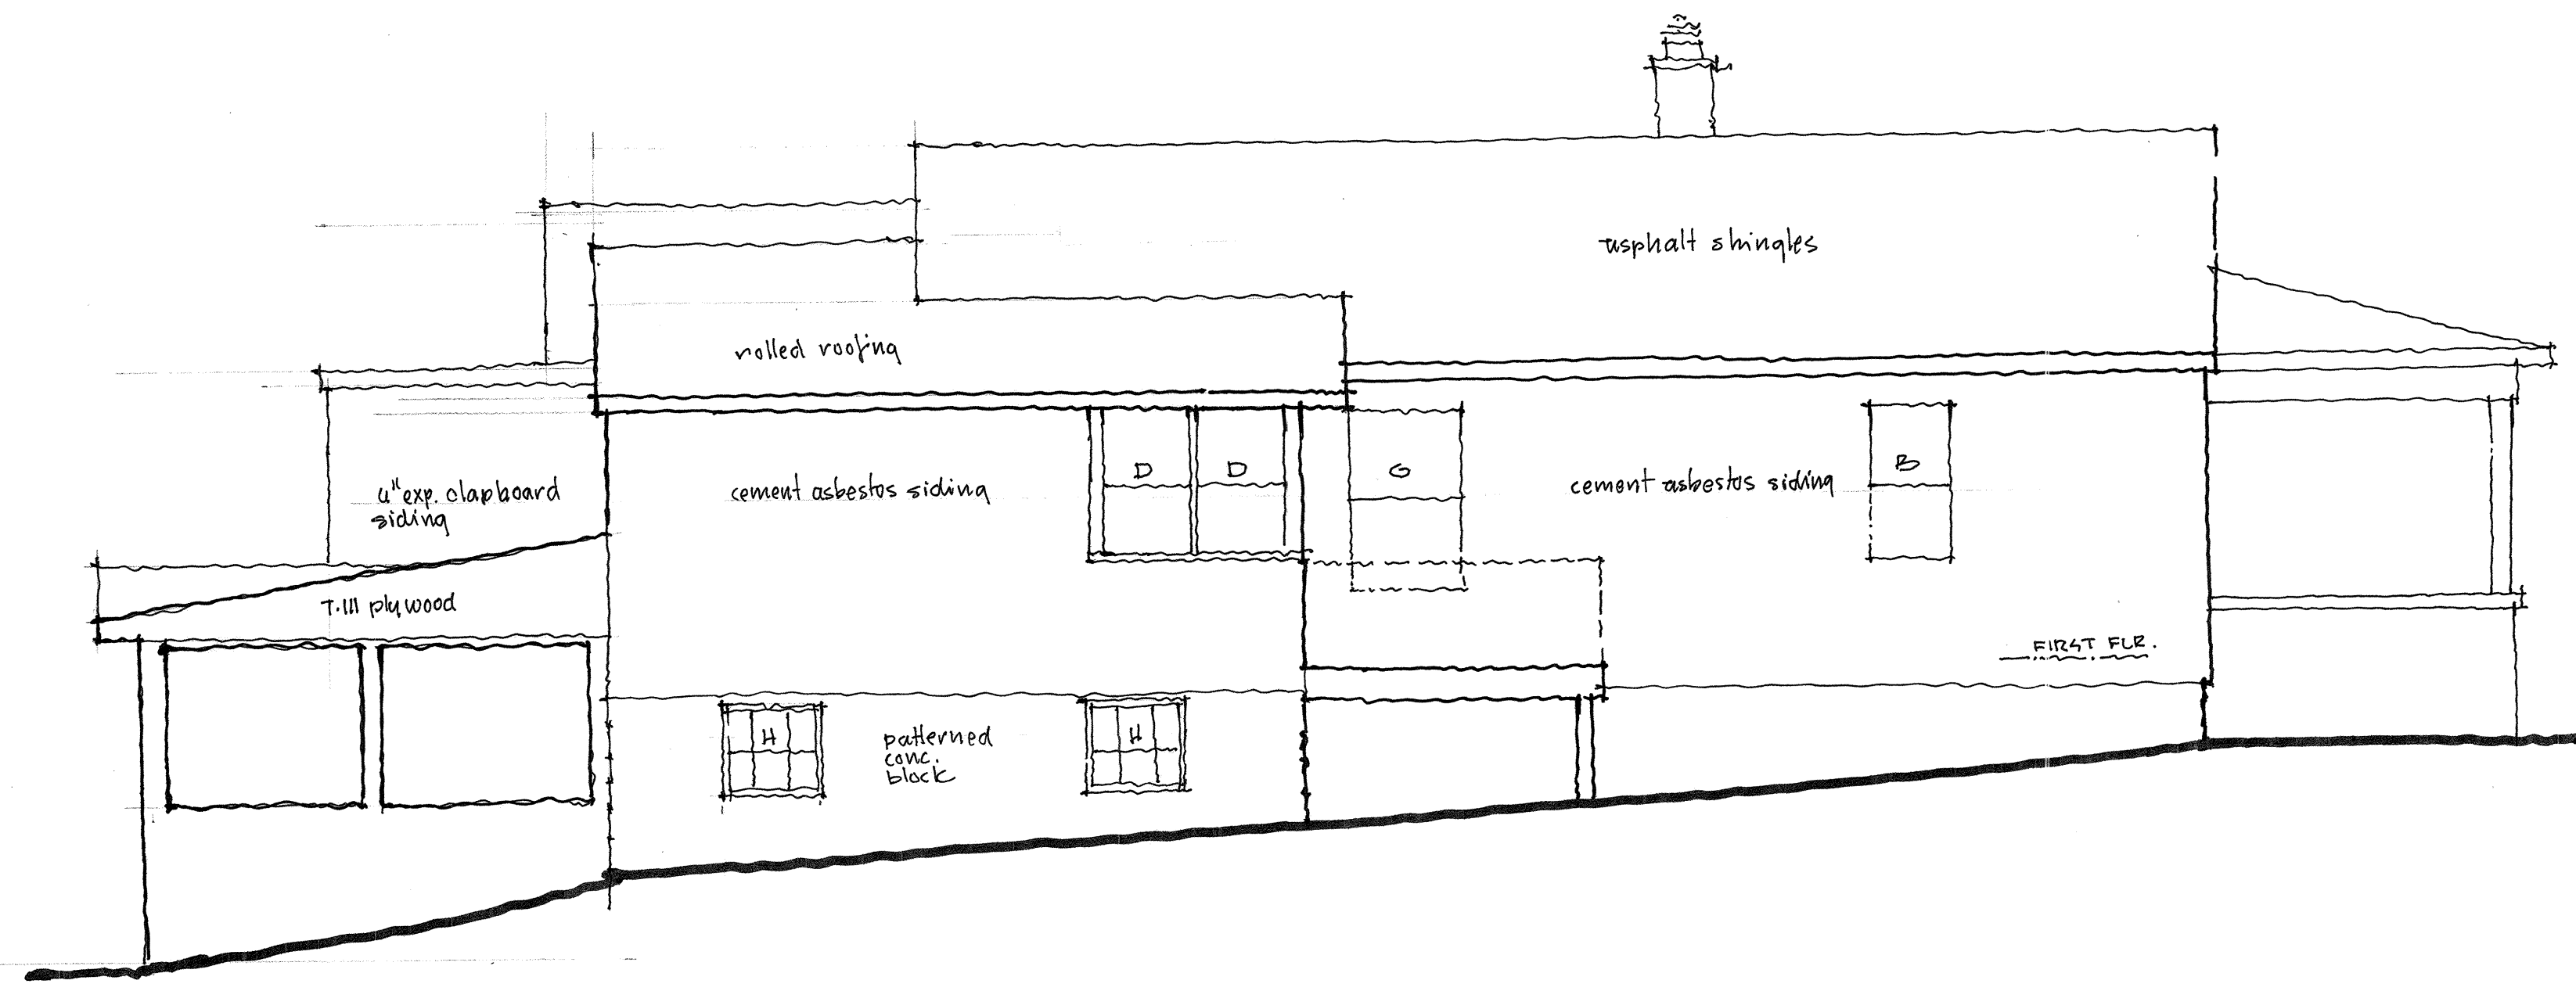 asphalt shingles
rolled roofing
4" exp. clapboard
siding
cement asbestos siding
D
D
G
cement asbestos siding
B
T.111 plywood
FIRST FLR.
H
patterned
conc.
block
H